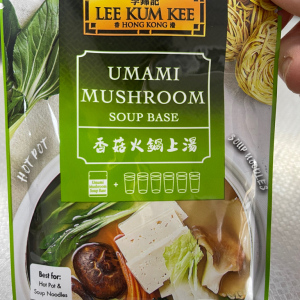 李錦記
LEE KUM KEE
香 HONG KONG 港
UMAMI
MUSHROOM
SOUP BASE
香菇火鍋上湯
HOT POT
SOUP NOODLES
Best for:
Hot Pot &
Soup Noodles